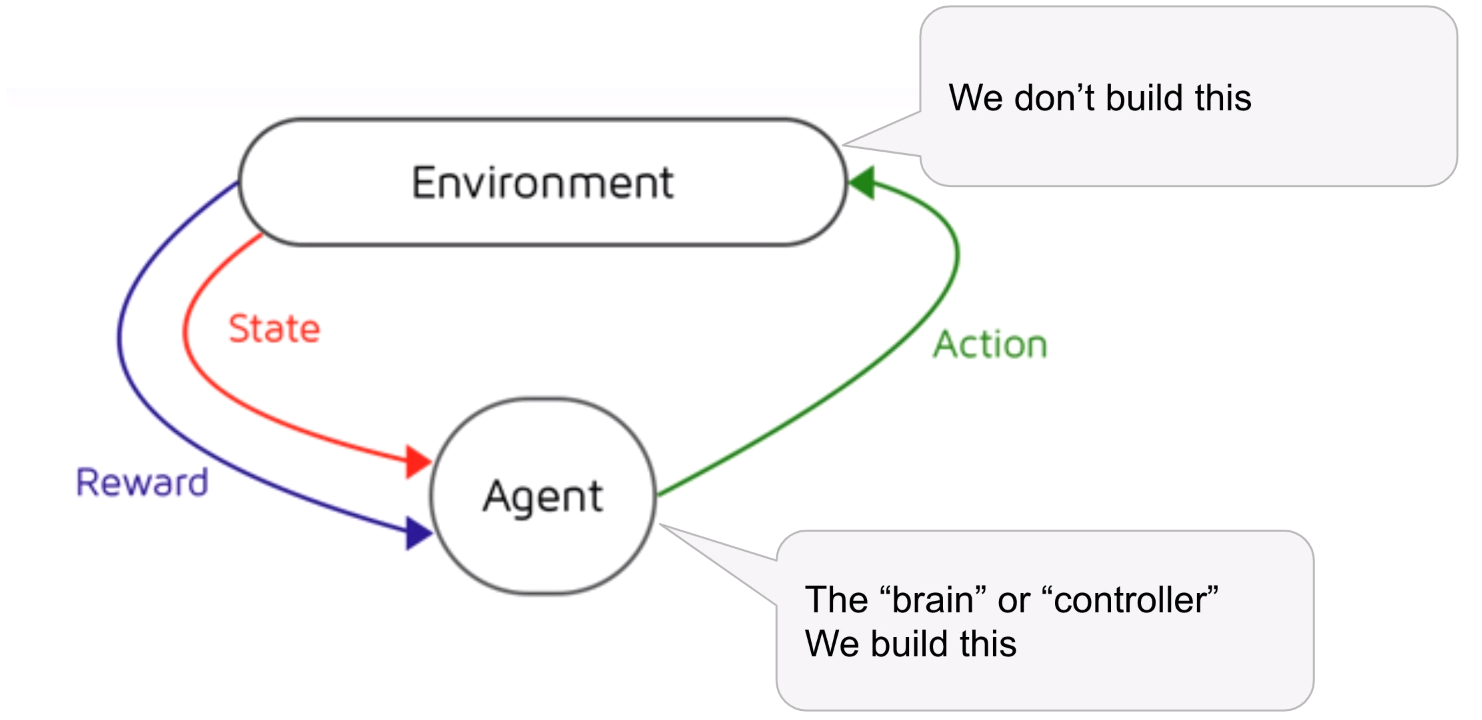 We don’t build this
Environment
State
Action
Reward
Agent
The “brain” or “controller”
We build this